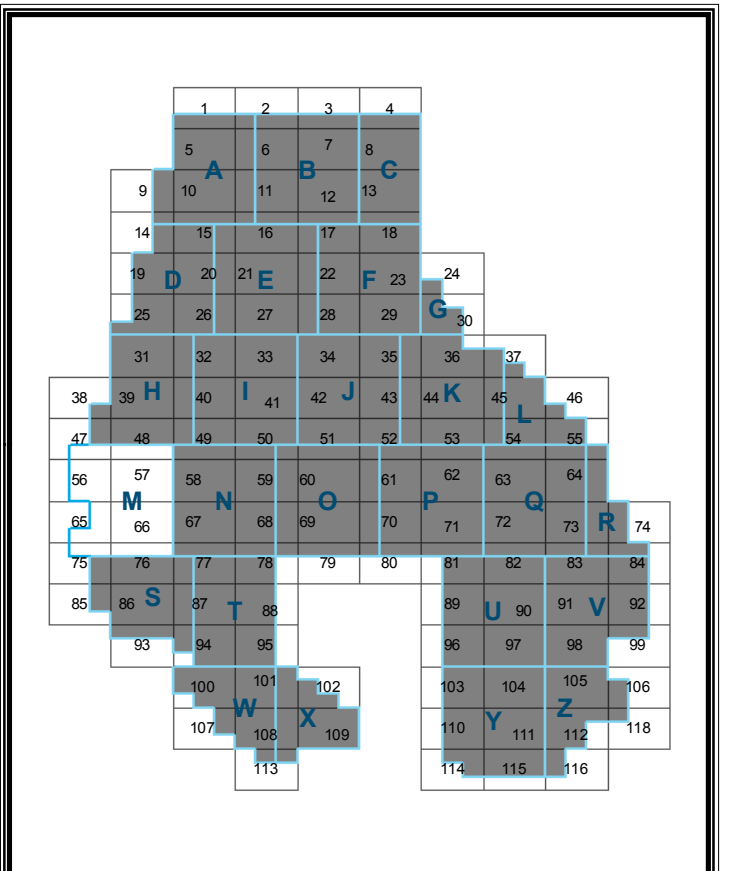 1 2 3 4
5 6 7 8
A B C
9 10 11 12 13
14 15 16 17 18
19 D 20 21 E 22 F 23 24
G
25 26 27 28 29 30
31 32 33 34 35 36 37
38 39 H 40 I 41 42 J 43 44 K 45 46
L
47 48 49 50 51 52 53 54 55
56 57 58 59 60 61 62 63 64
M N O P Q
65 66 67 68 69 70 71 72 73 R 74
75 76 77 78 79 80 81 82 83 84
85 86 S 87 T 88 89 U 90 91 V 92
93 94 95 96 97 98 99
100 101 102 103 104 105 106
W X Y Z
107 108 109 110 111 112 118
113 114 115 116